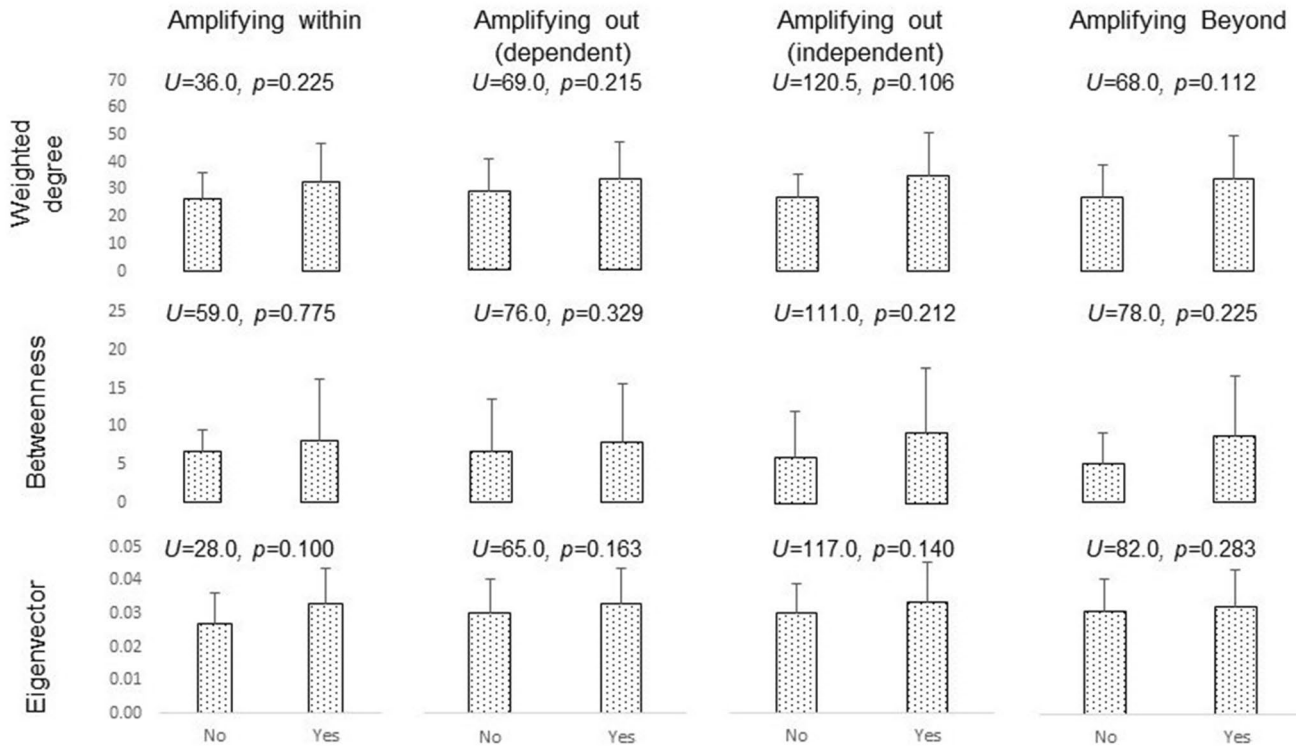 Amplifying within
Amplifying out
(dependent)
Amplifying out
(independent)
Amplifying Beyond
Weighted
degree
70
60
50
40
30
20
10
0
U=36.0, p=0.225
U=69.0, p=0.215
U=120.5, p=0.106
U=68.0, p=0.112
Betweenness
25
20
15
10
5
0
U=59.0, p=0.775
U=76.0, p=0.329
U=111.0, p=0.212
U=78.0, p=0.225
Eigenvector
0.05
0.04
0.03
0.02
0.01
0.00
U=28.0, p=0.100
U=65.0, p=0.163
U=117.0, p=0.140
U=82.0, p=0.283
No Yes No Yes No Yes No Yes